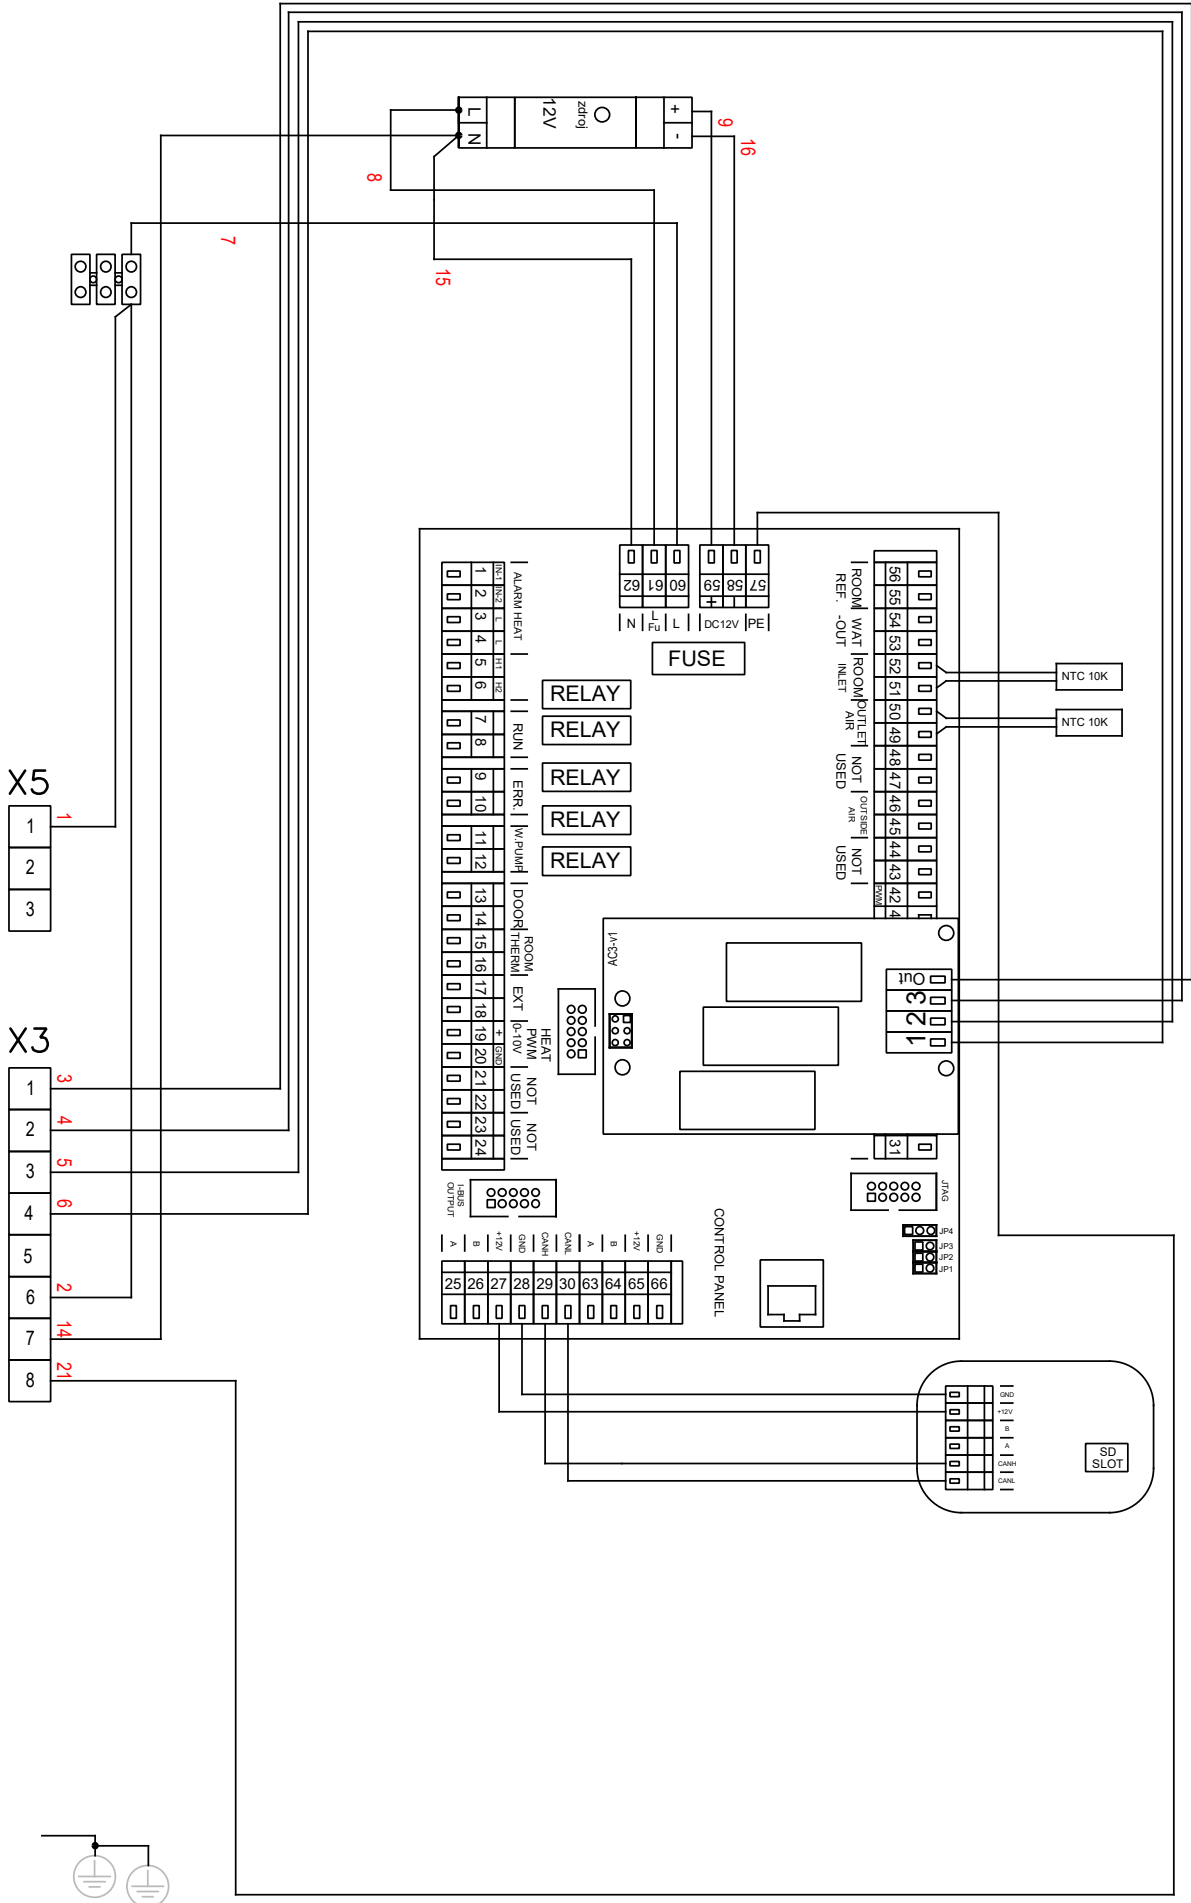 L
N
12V
zdroj
+
-
9
16
8
7
15
62
61
60
59
58
57
+
N
L
Fu
L
DC12V
PE
FUSE
1
IN-1
2
IN-2
3
L
4
L
5
H1
6
H2
ALARM HEAT
7
8
RUN
9
10
ERR.
11
12
W.PUMP
13
14
DOOR
15
16
ROOM
THERM
17
18
EXT
19
+
20
GND
HEAT
PWM
0-10V
21
22
NOT
USED
23
24
NOT
USED
RELAY
RELAY
RELAY
RELAY
RELAY
ROOM
REF.
56
55
WAT
-OUT
54
53
ROOM
INLET
52
51
OUTLET
AIR
50
49
NOT
USED
48
47
OUTSIDE
AIR
46
45
NOT
USED
44
43
PWM
42
4
31
NTC 10K
NTC 10K
AC3-v1
Out
3
2
1
X5
1
2
3
1
X3
1
2
3
4
5
6
7
8
3
4
5
6
2
14
21
I-BUS
OUTPUT
JTAG
JP4
JP3
JP2
JP1
A
B
+12V
GND
CANH
CANL
A
B
+12V
GND
25
26
27
28
29
30
63
64
65
66
CONTROL PANEL
GND
+12V
B
A
CANH
CANL
SD
SLOT